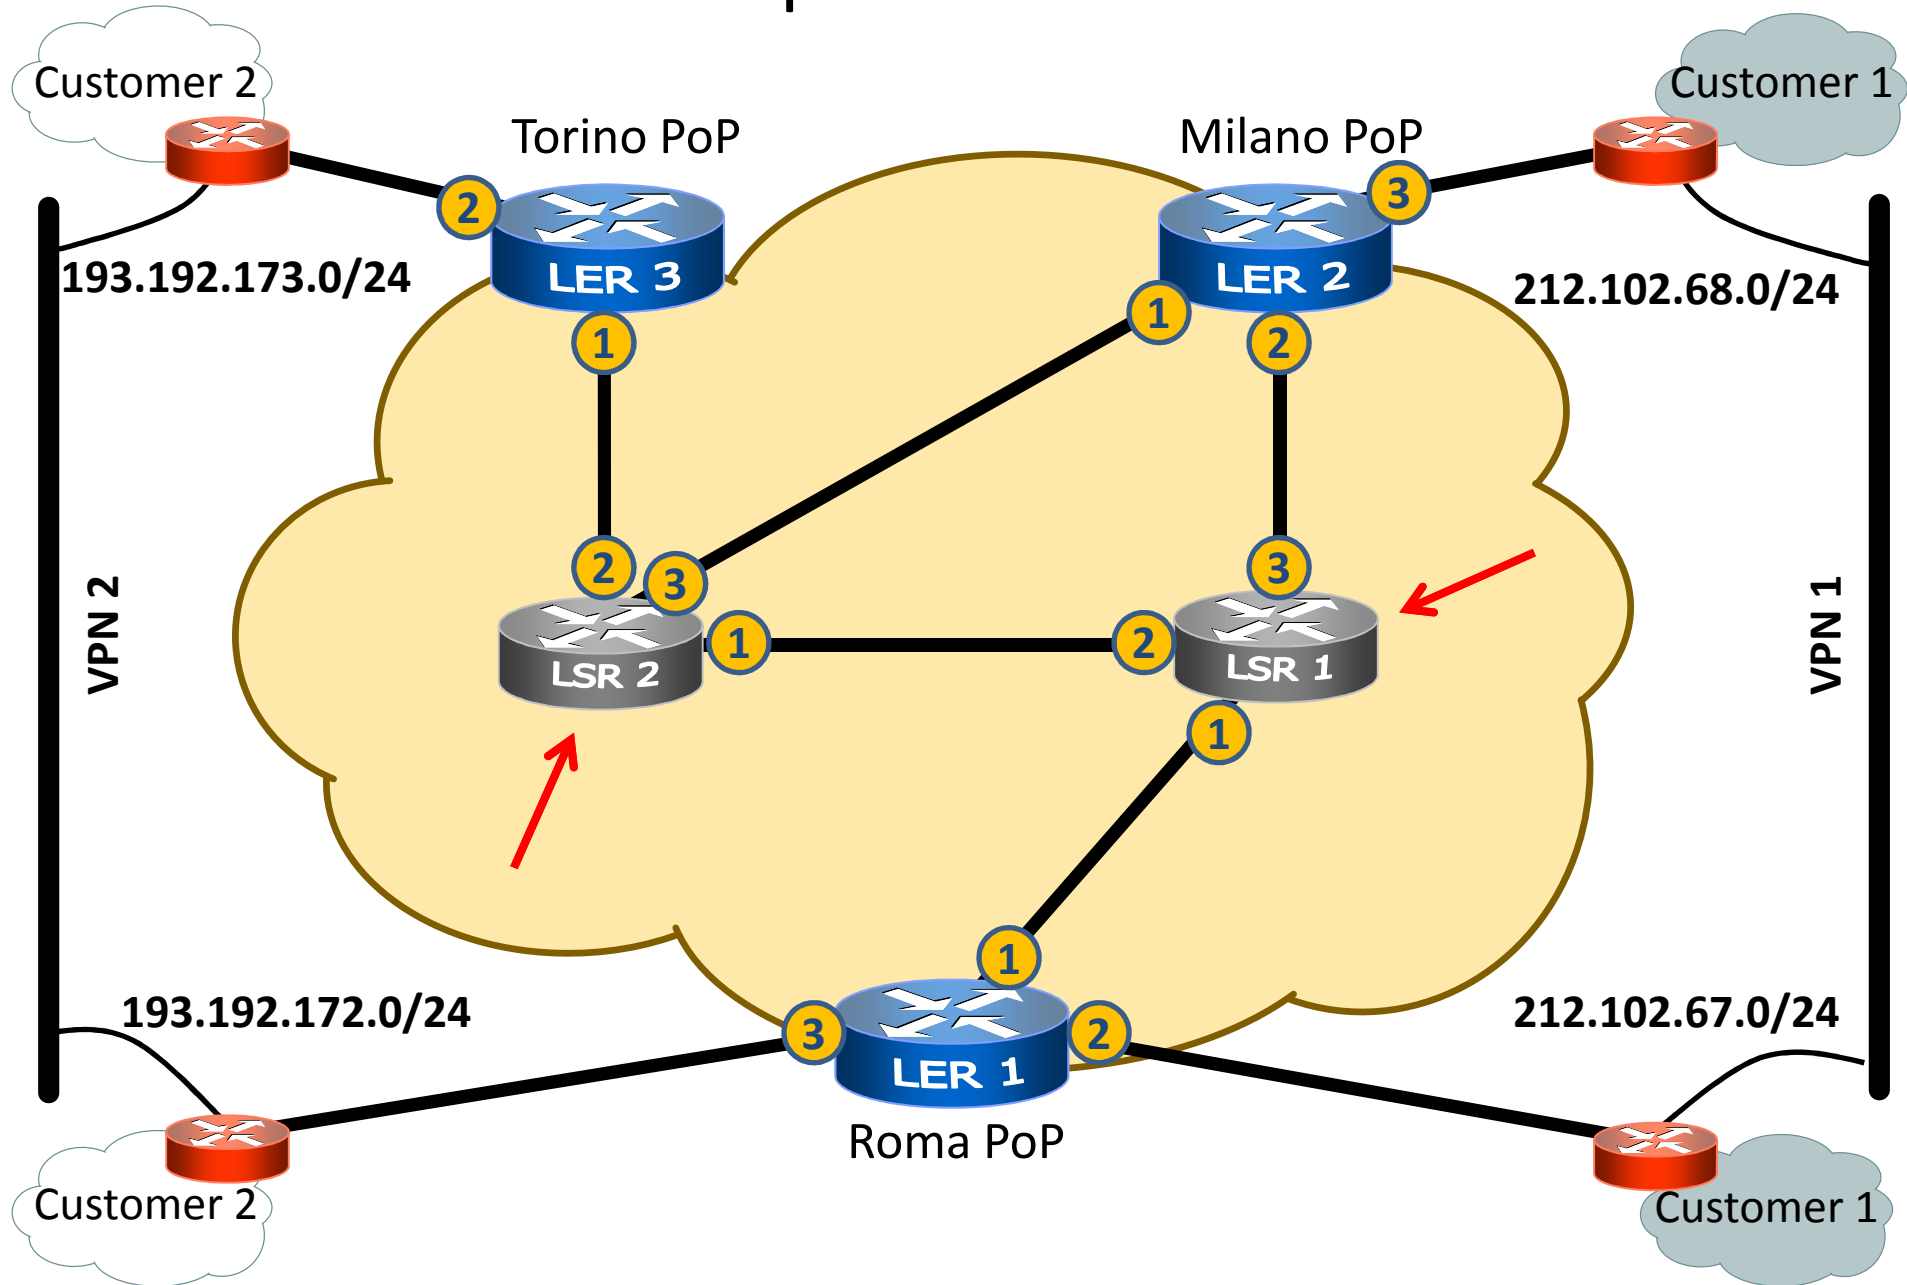 Customer 2
Customer 1
Torino PoP
Milano PoP
2
3
LER 3
LER 2
193.192.173.0/24
212.102.68.0/24
1
1
2
2
3
3
VPN 2
VPN 1
LSR 2
1
2
LSR 1
1
1
193.192.172.0/24
212.102.67.0/24
3
2
LER 1
Roma PoP
Customer 2
Customer 1